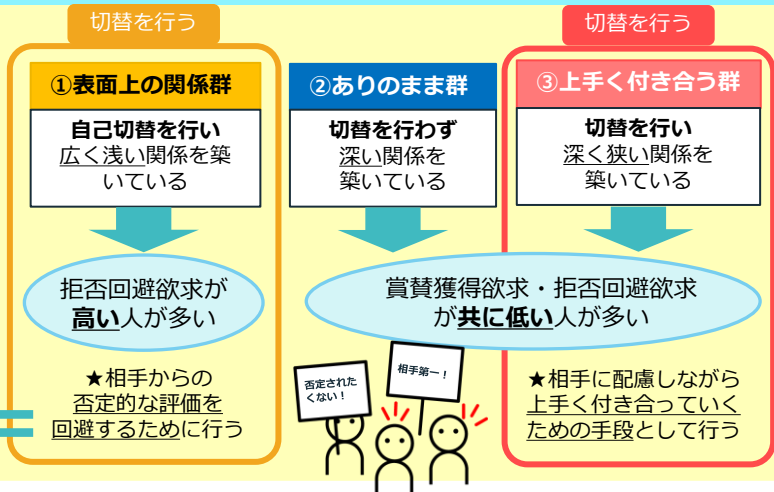 切替を行う
切替を行う
①表面上の関係群
自己切替を行い
広く浅い関係を築
いている
②ありのまま群
切替を行わず
深い関係を
築いている
③上手く付き合う群
切替を行い
深く狭い関係を
築いている
拒否回避欲求が
高い人が多い
賞賛獲得欲求・拒否回避欲求
が共に低い人が多い
★相手からの
否定的な評価を
回避するために行う
否定された
くない！
相手第一！
★相手に配慮しながら
上手く付き合っていく
ための手段として行う